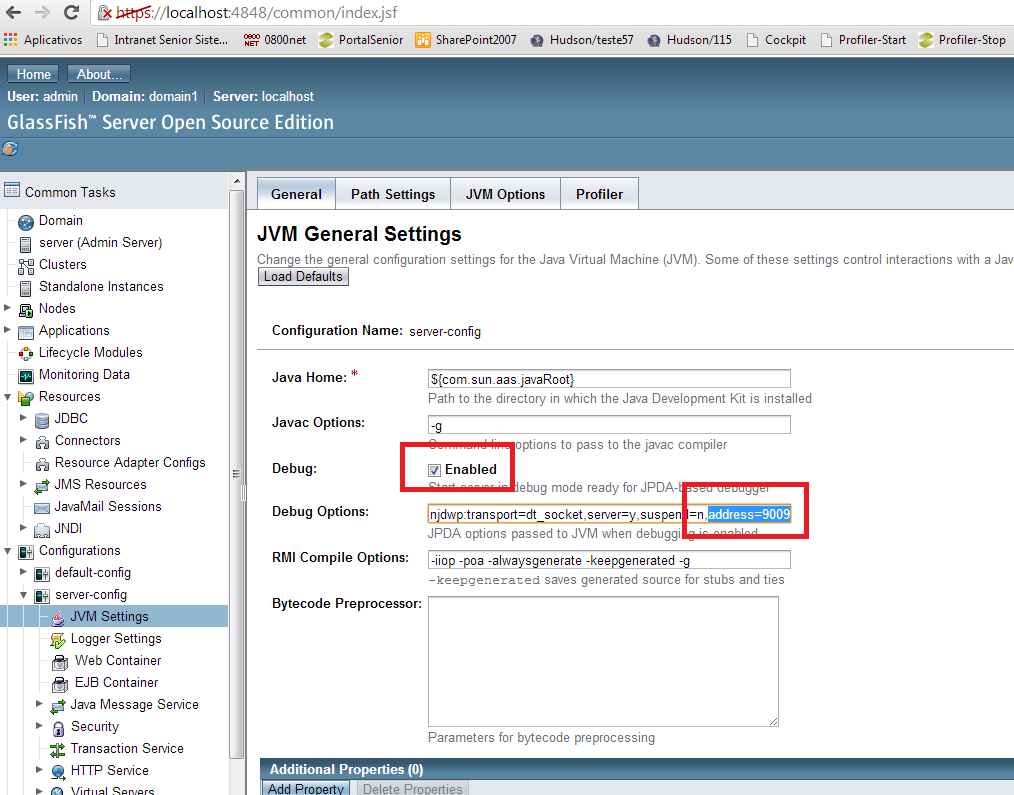 https://localhost:4848/common/index.jsf
Aplicativos Intranet Senior Siste... 0800 NET 0800net PortalSenior SharePoint2007 Hudson/teste57 Hudson/115 Cockpit Profiler-Start Profiler-Stop
Home About...
User: admin Domain: domain1 Server: localhost
GlassFish™ Server Open Source Edition
Common Tasks
Domain
server (Admin Server)
Clusters
Standalone Instances
Nodes
Applications
Lifecycle Modules
Monitoring Data
Resources
JDBC
Connectors
Resource Adapter Configs
JMS Resources
JavaMail Sessions
JNDI
Configurations
default-config
server-config
JVM Settings
Logger Settings
Web Container
EJB Container
Java Message Service
Security
Transaction Service
HTTP Service
Virtual Servers
General Path Settings JVM Options Profiler
JVM General Settings
Change the general configuration settings for the Java Virtual Machine (JVM). Some of these settings control interactions with a Jav
Load Defaults
Configuration Name: server-config
Java Home: * ${com.sun.aas.javaRoot}
Path to the directory in which the Java Development Kit is installed
Javac Options: -g
Command line options to pass to the javac compiler
Debug: Enabled
Start server in debug mode ready for JPDA-based debugger
Debug Options: njdwp:transport=dt_socket,server=y,suspend=n,address=9009
JPDA options passed to JVM when debugging is enabled
RMI Compile Options: -iiop -poa -alwaysgenerate -keepgenerated -g
-keepgenerated saves generated source for stubs and ties
Bytecode Preprocessor:
Parameters for bytecode preprocessing
Additional Properties (0)
Add Property Delete Properties